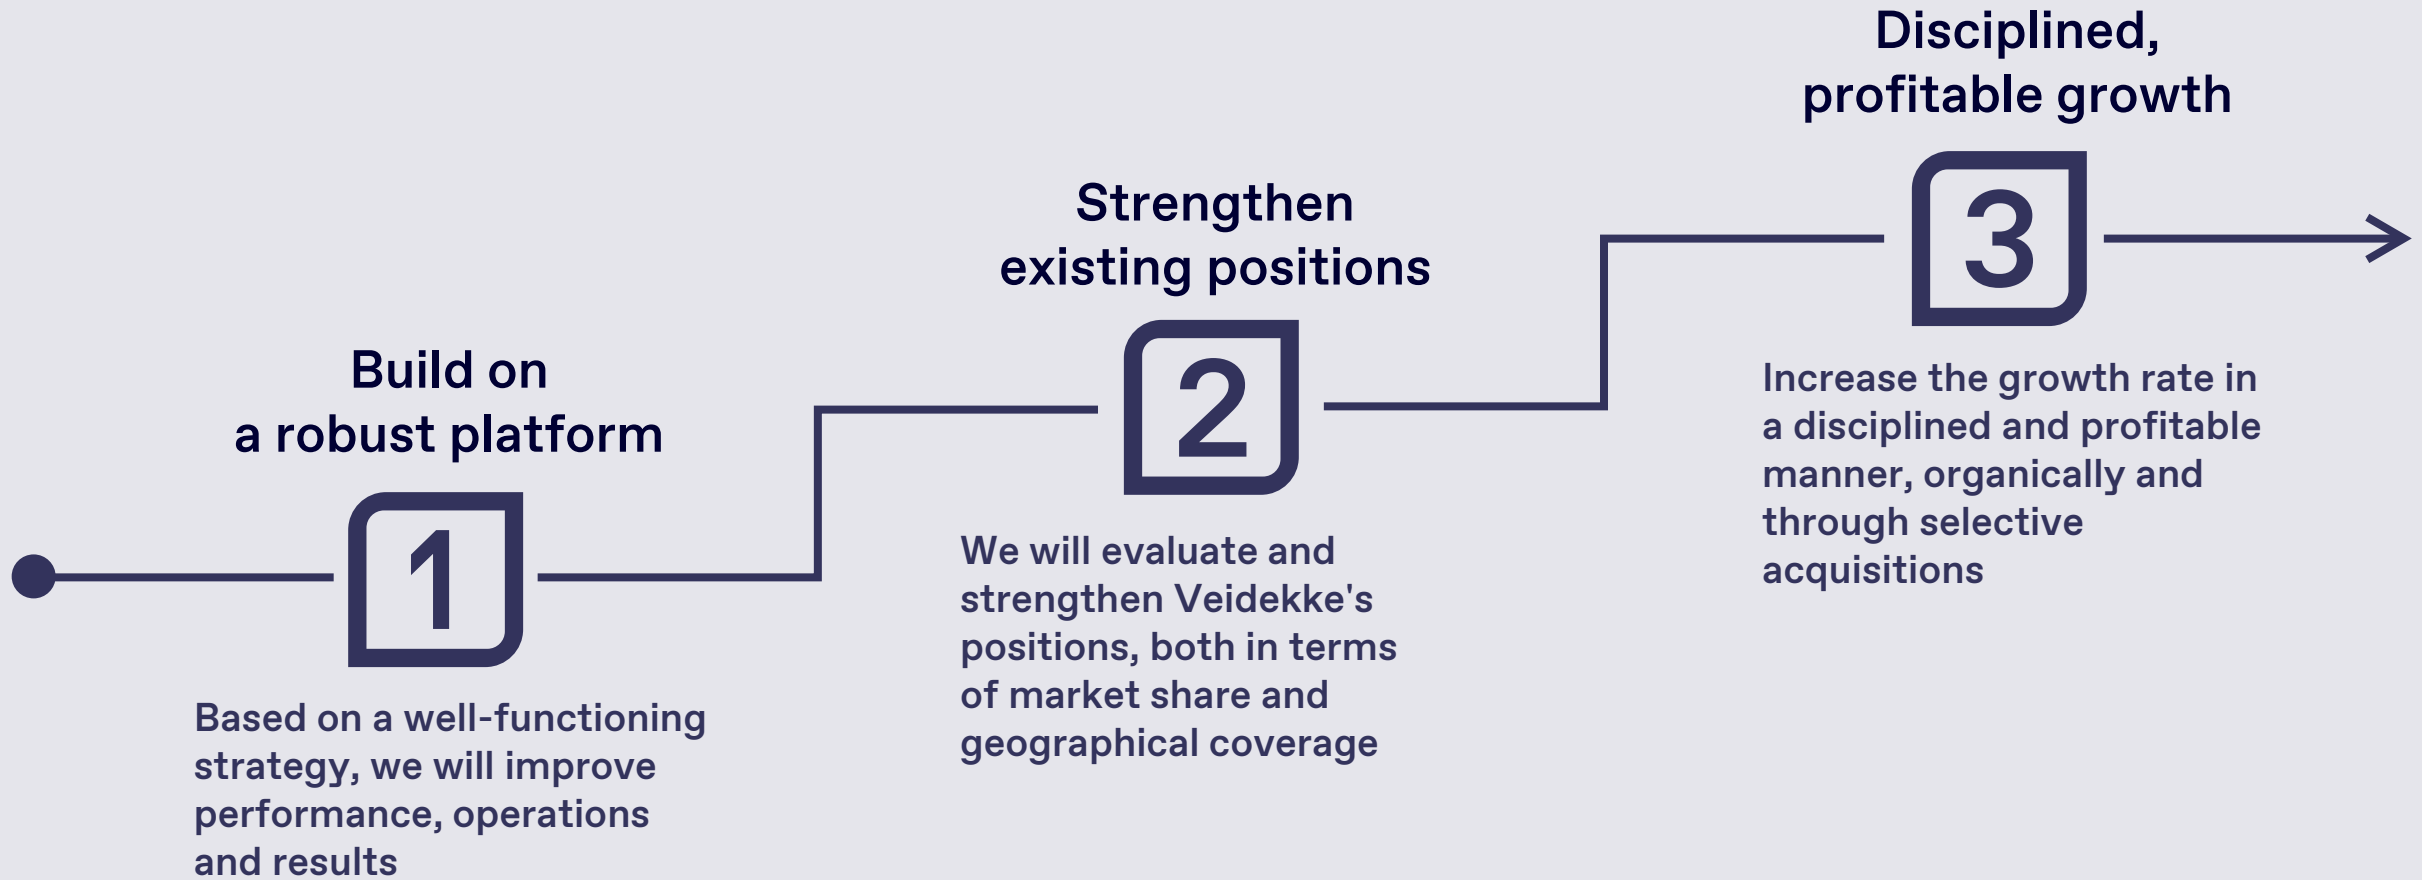 Build on
a robust platform
1
Based on a well-functioning
strategy, we will improve
performance, operations
and results
Strengthen
existing positions
2
We will evaluate and
strengthen Veidekke's
positions, both in terms
of market share and
geographical coverage
Disciplined,
profitable growth
3
Increase the growth rate in
a disciplined and profitable
manner, organically and
through selective
acquisitions